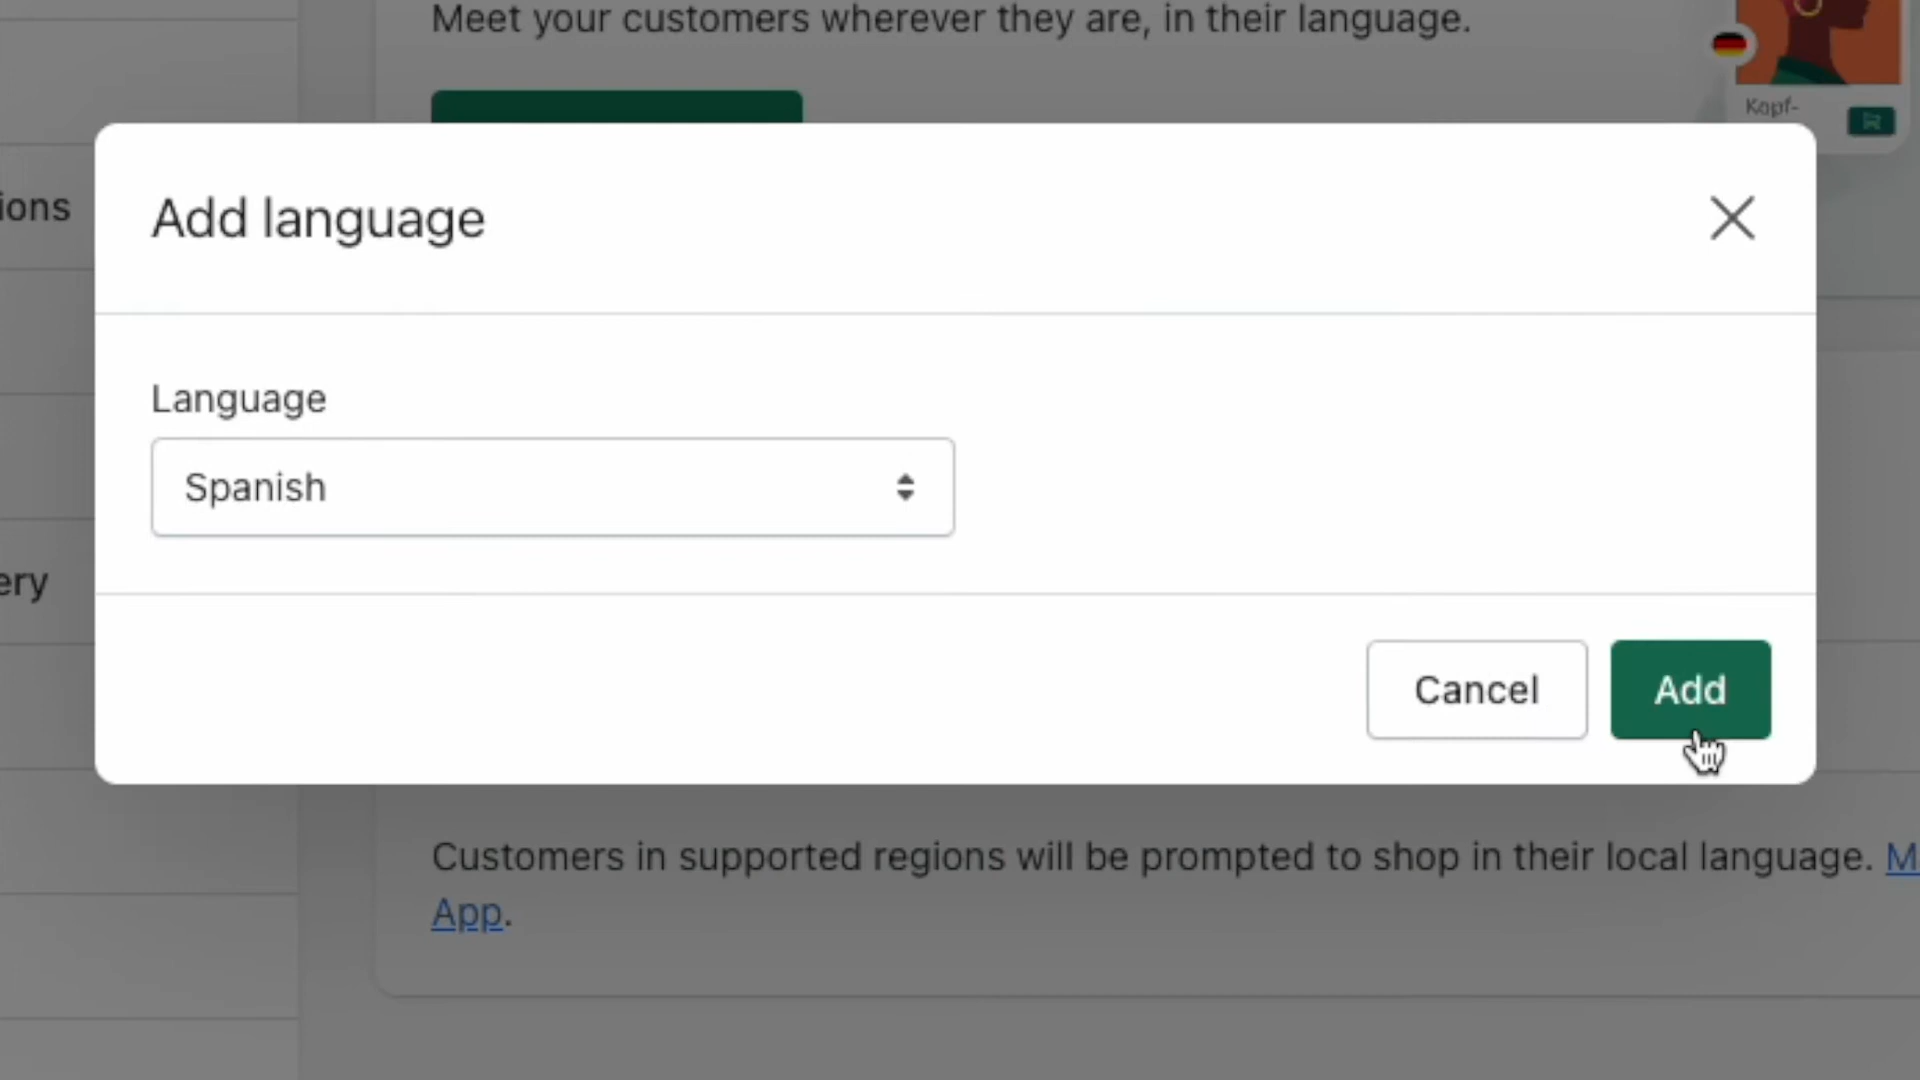 Meet your customers wherever they are, in their language.
Kopf-
ions
Add language
Language
Spanish
ery
Cancel
Add
Customers in supported regions will be prompted to shop in their local language. M
App.